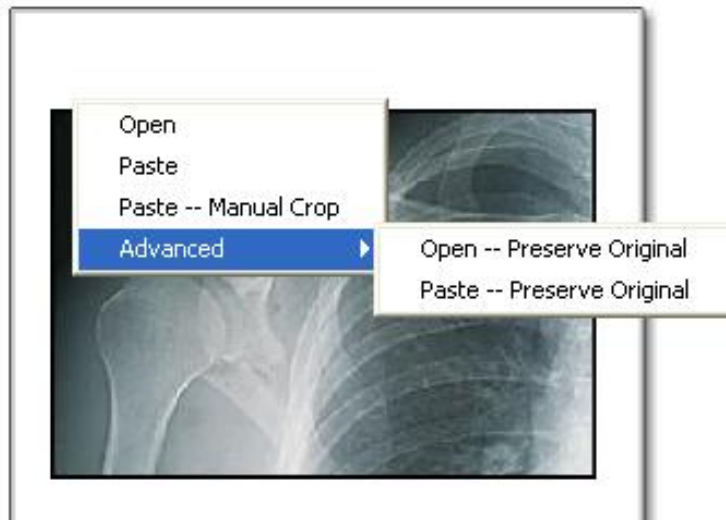 Open
Paste
Paste -- Manual Crop
Advanced
Open -- Preserve Original
Paste -- Preserve Original